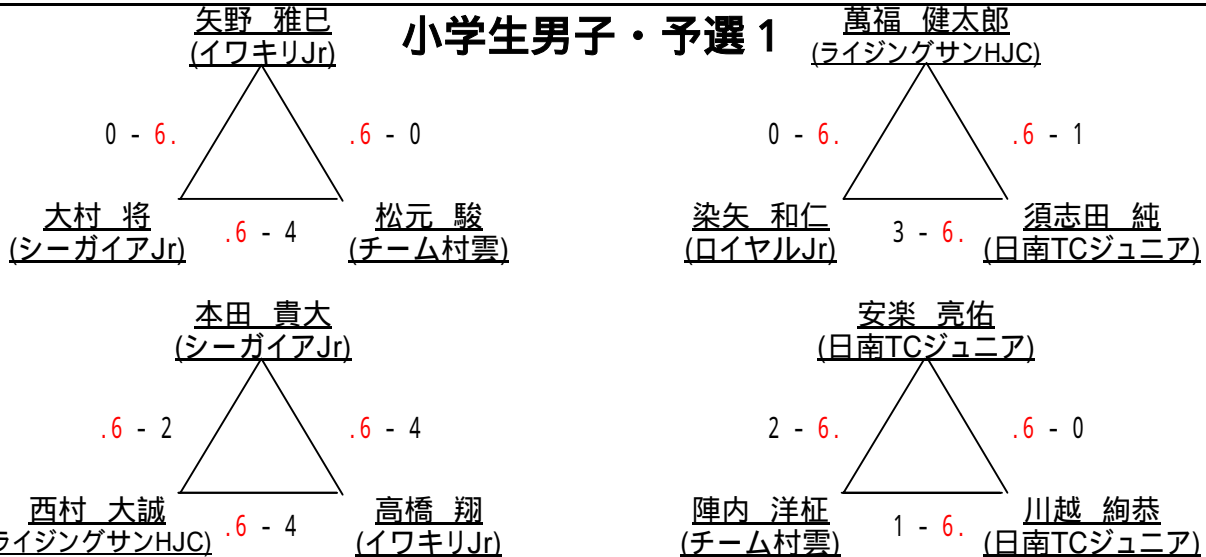 小学生男子・予選1
矢野 雅巳
(イワキリJr)
0 - 6.
.6 - 0
大村 将
(シーガイアJr)
.6 - 4
松元 駿
(チーム村雲)
萬福 健太郎
(ライジングサンHJC)
0 - 6.
.6 - 1
染矢 和仁
(ロイヤルJr)
3 - 6.
須志田 純
(日南TCジュニア)
本田 貴大
(シーガイアJr)
.6 - 2
.6 - 4
西村 大誠
ライジングサンHJC)
.6 - 4
高橋 翔
(イワキリJr)
安楽 亮佑
(日南TCジュニア)
2 - 6.
.6 - 0
陣内 洋柾
(チーム村雲)
1 - 6.
川越 絢恭
(日南TCジュニア)